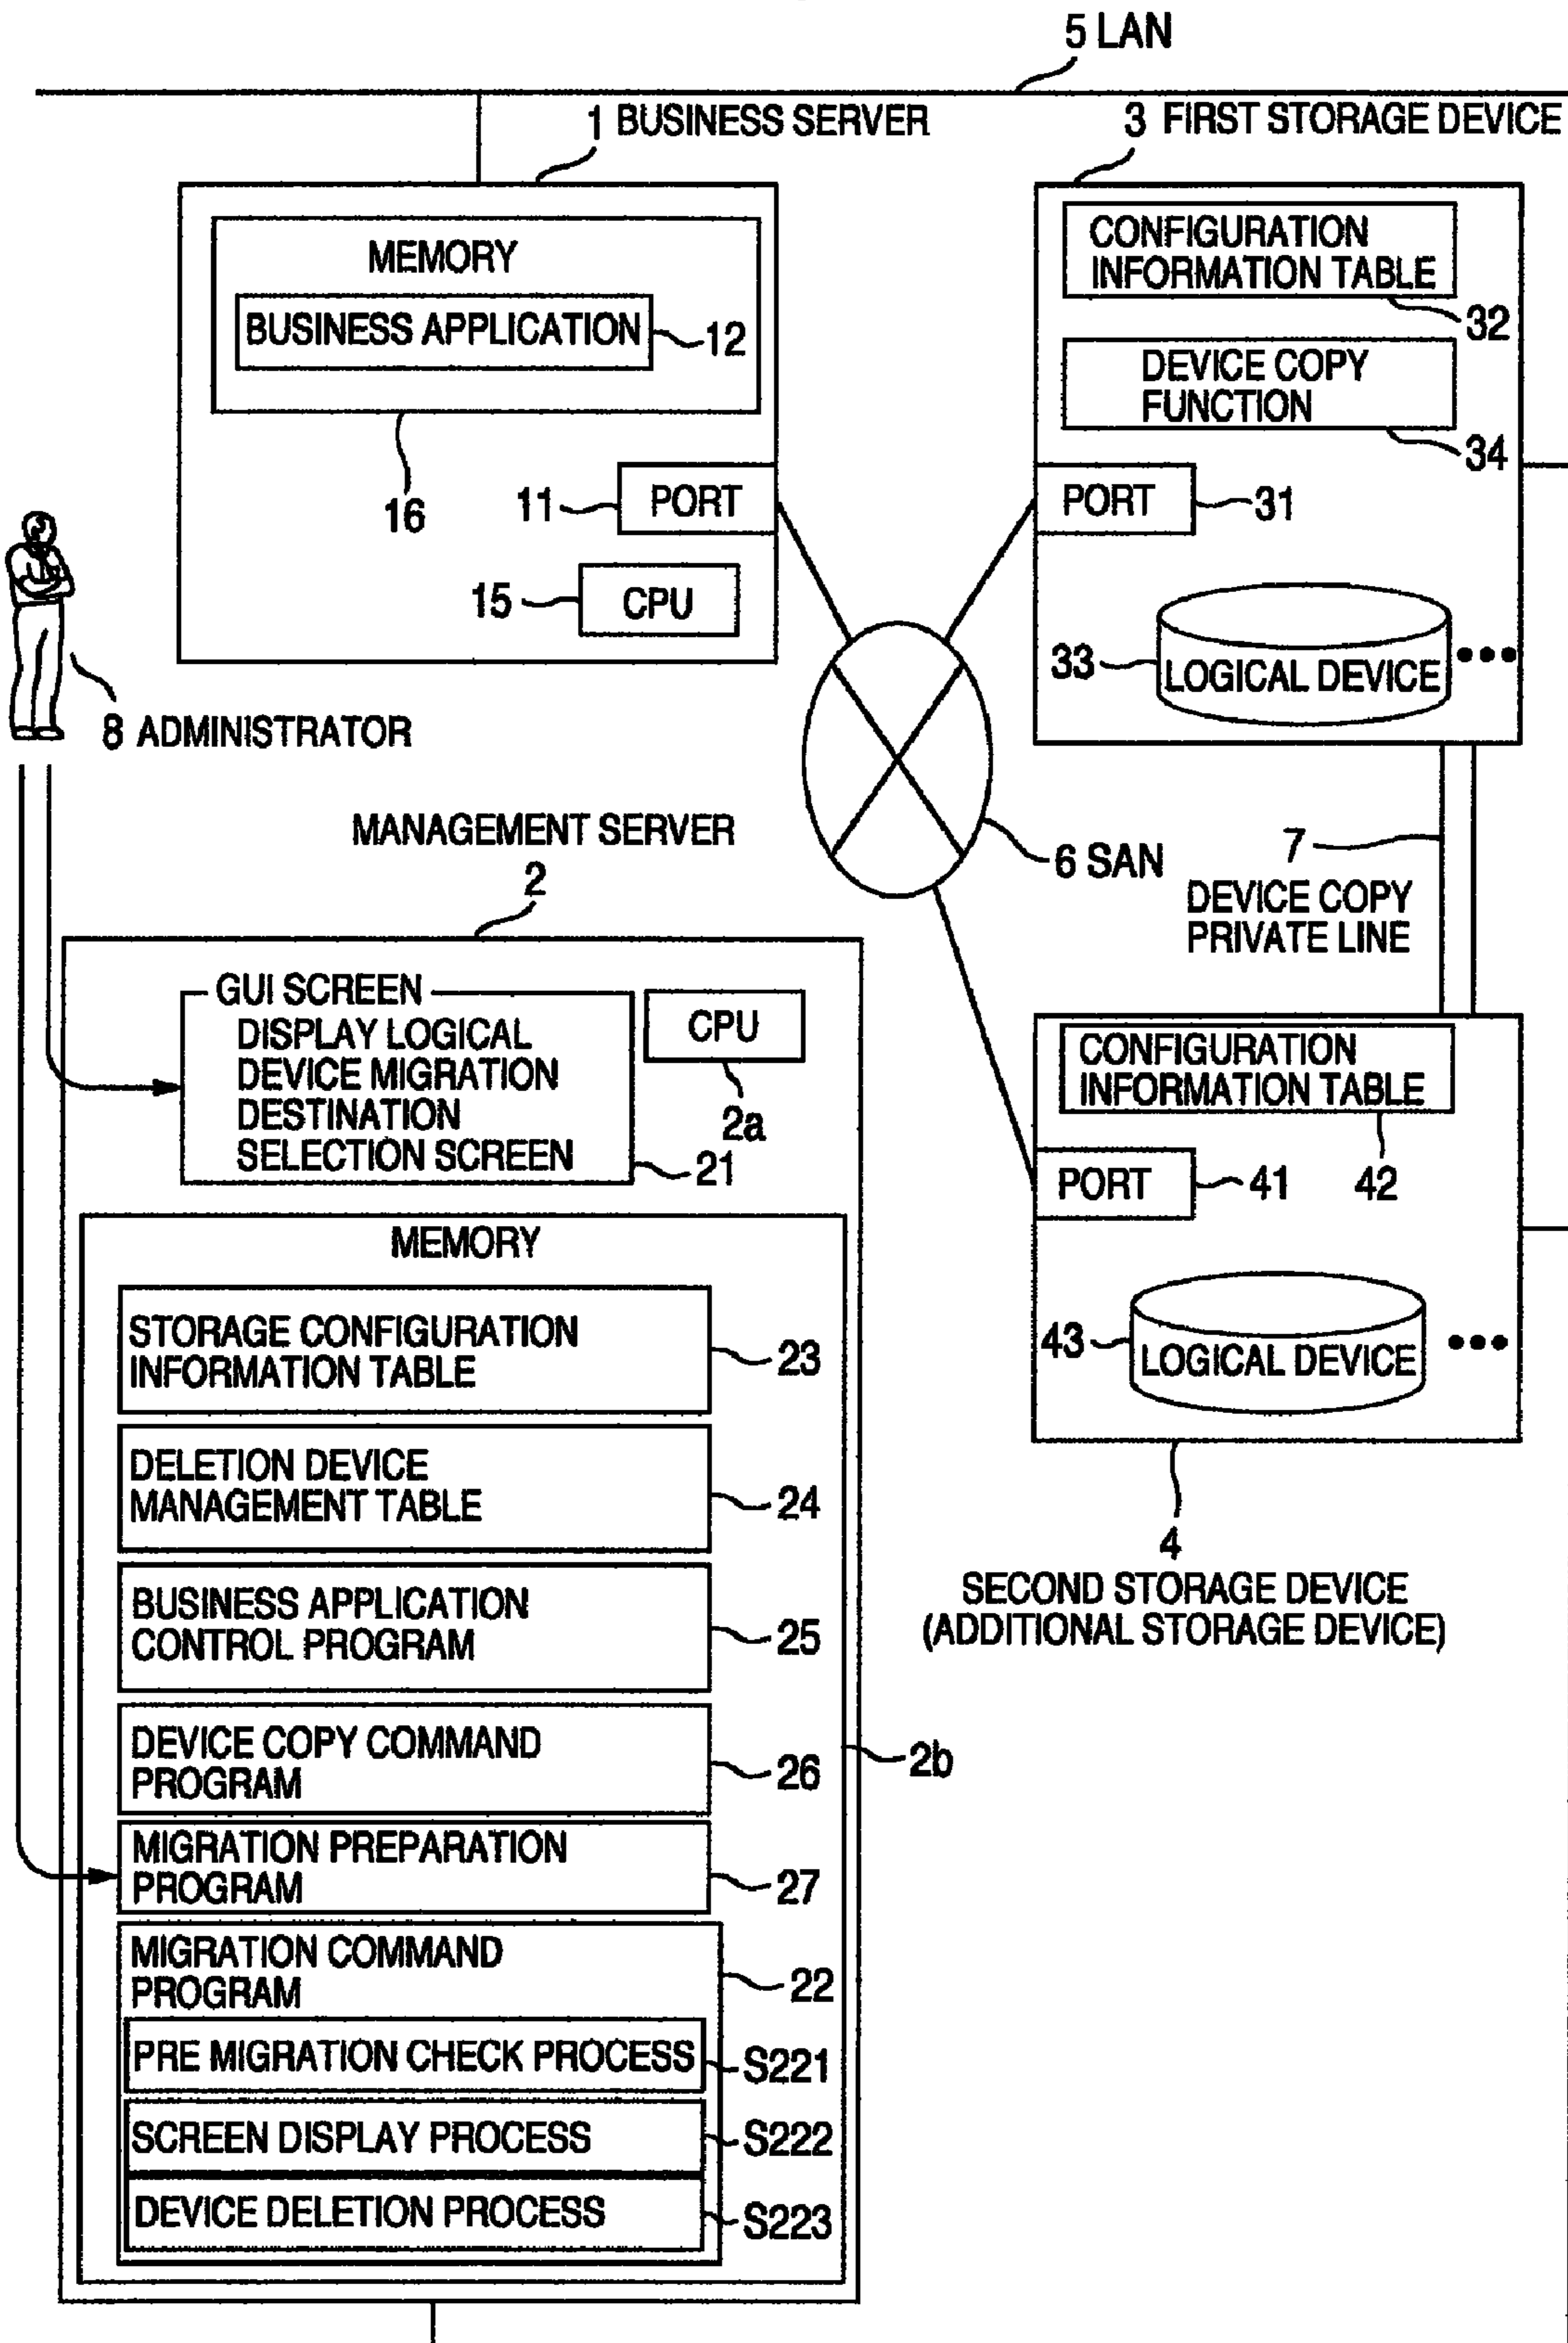 5 LAN
1 BUSINESS SERVER
3 FIRST STORAGE DEVICE
MEMORY
BUSINESS APPLICATION
12
16
11
PORT
15
CPU
CONFIGURATION
INFORMATION TABLE
32
DEVICE COPY
FUNCTION
34
PORT
31
33
LOGICAL DEVICE
•••
8 ADMINISTRATOR
6 SAN
7
DEVICE COPY
PRIVATE LINE
MANAGEMENT SERVER
2
GUI SCREEN
DISPLAY LOGICAL
DEVICE MIGRATION
DESTINATION
SELECTION SCREEN
21
CPU
2a
CONFIGURATION
INFORMATION TABLE
42
PORT
41
43
LOGICAL DEVICE
•••
4
SECOND STORAGE DEVICE
(ADDITIONAL STORAGE DEVICE)
MEMORY
STORAGE CONFIGURATION
INFORMATION TABLE
23
DELETION DEVICE
MANAGEMENT TABLE
24
BUSINESS APPLICATION
CONTROL PROGRAM
25
DEVICE COPY COMMAND
PROGRAM
26
2b
MIGRATION PREPARATION
PROGRAM
27
MIGRATION COMMAND
PROGRAM
22
PRE MIGRATION CHECK PROCESS
S221
SCREEN DISPLAY PROCESS
S222
DEVICE DELETION PROCESS
S223